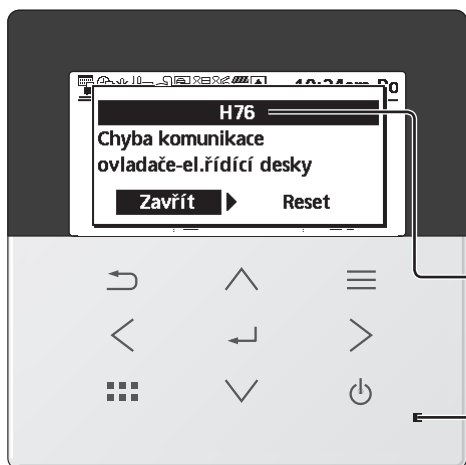 H76
Chyba komunikace
ovladače-el.řídící desky
Zavřít
Reset